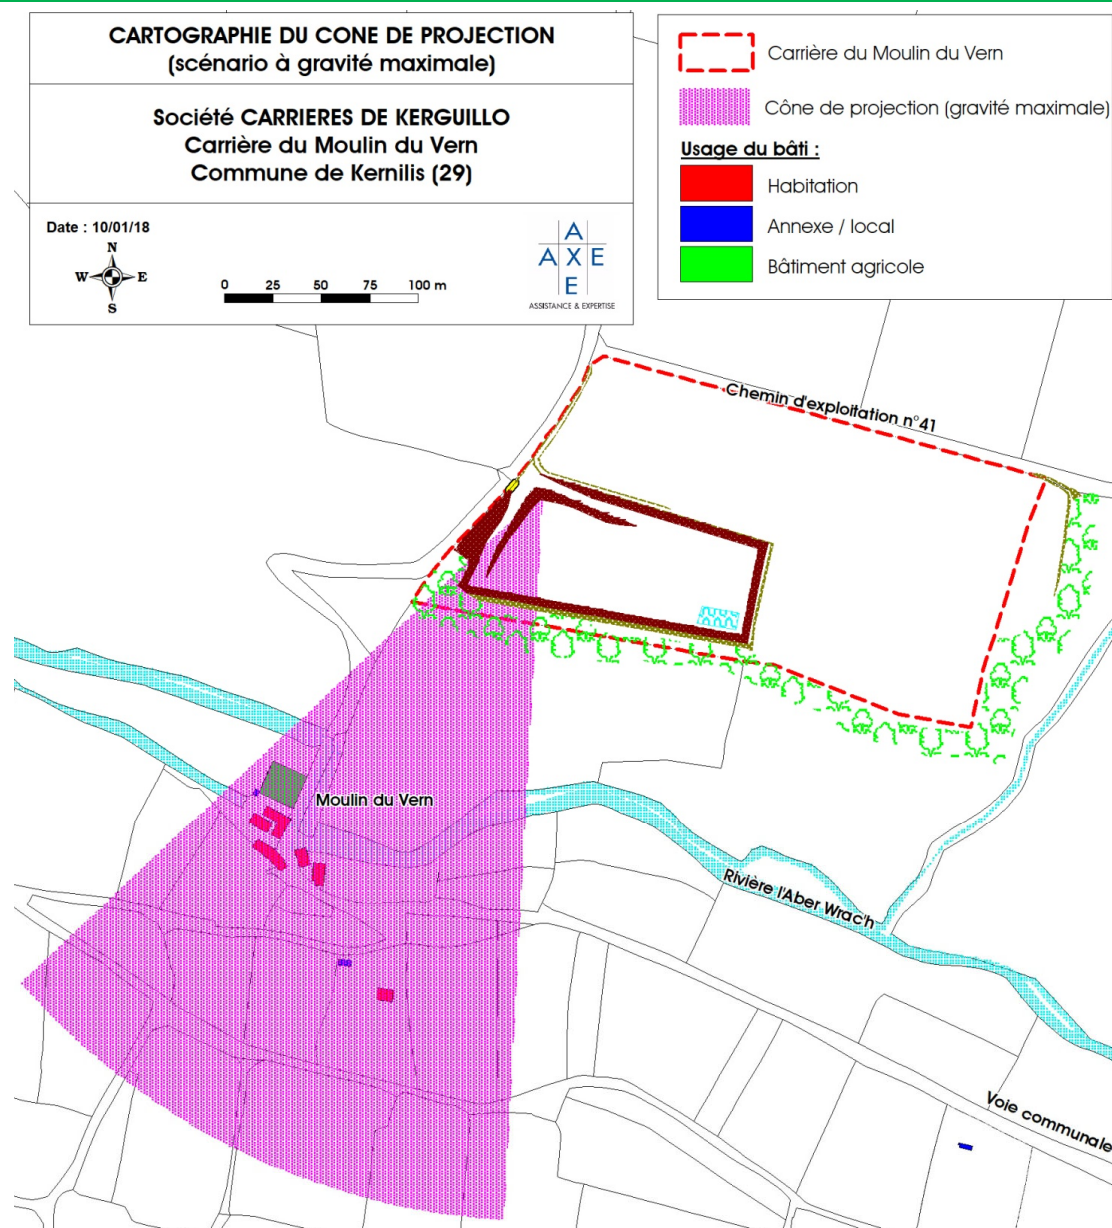 CARTOGRAPHIE DU CONE DE PROJECTION
(scénario à gravité maximale)
Société CARRIERES DE KERGUILLO
Carrière du Moulin du Vern
Commune de Kernilis (29)
Date : 10/01/18
N
W E
S
0 25 50 75 100 m
A
A X E
E
ASSISTANCE & EXPERTISE
Carrière du Moulin du Vern
Cône de projection (gravité maximale)
Usage du bâti :
Habitation
Annexe / local
Bâtiment agricole
Chemin d'exploitation n°41
Moulin du Vern
Rivière l'Aber Wrac'h
Voie communale